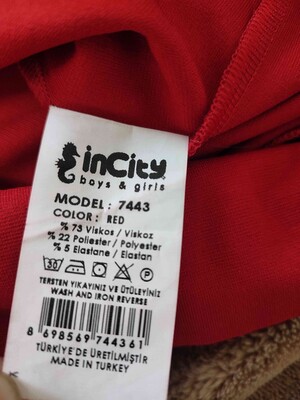 inCity
boys & girls
MODEL: 7443
COLOR: RED
% 73 Viskos / Viskoz
% 22 Poliester / Polyester
% 5 Elastane / Elastan
30
TERSTEN YIKAYINIZ VE ÜTÜLEYİNİZ
WASH AND IRON REVERSE
8 698569 744361
TÜRKİYE'DE ÜRETİLMİŞTİR
MADE IN TURKEY